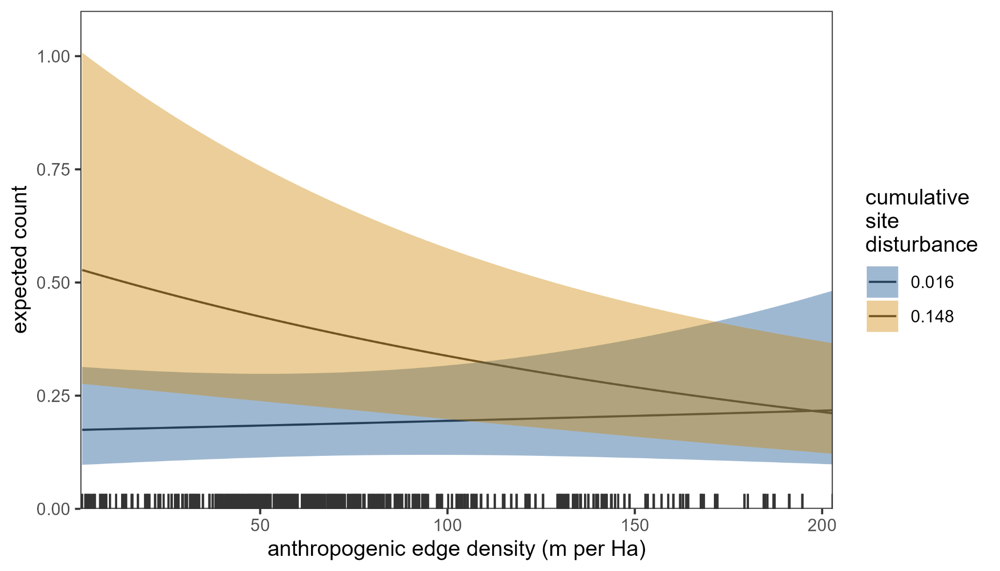 1.00
0.75
0.50
0.25
0.00
expected count
50 100 150 200
anthropogenic edge density (m per Ha)
cumulative
site
disturbance
0.016
0.148